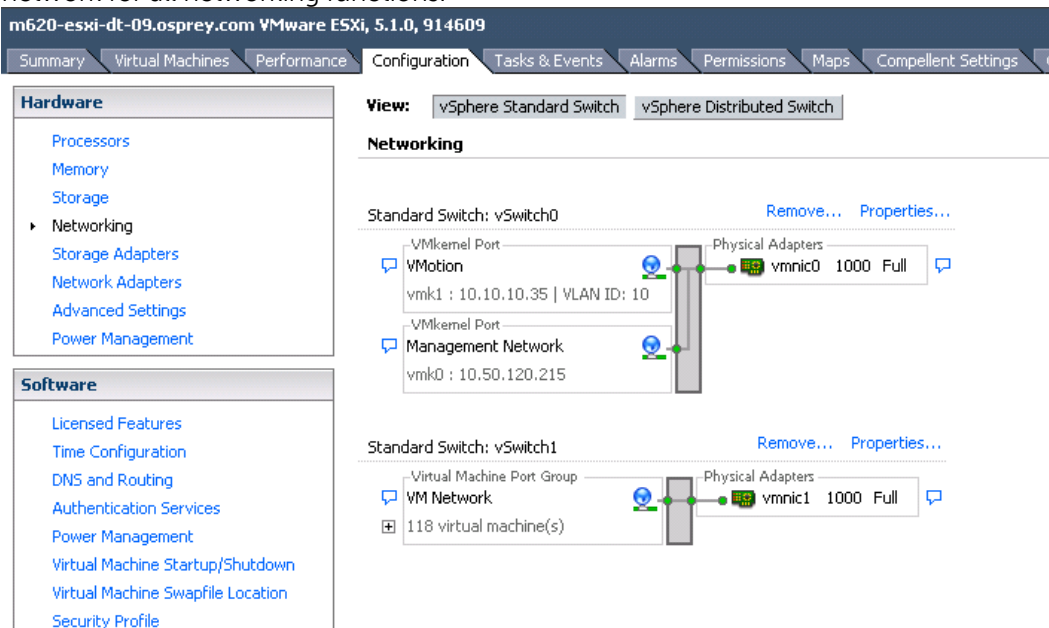 network for all networking functions.
m620-esxi-dt-09.osprey.com VMware ESXi, 5.1.0, 914609
Summary Virtual Machines Performance Configuration Tasks & Events Alarms Permissions Maps Compellent Settings
Hardware
Processors
Memory
Storage
Networking
Storage Adapters
Network Adapters
Advanced Settings
Power Management
Software
Licensed Features
Time Configuration
DNS and Routing
Authentication Services
Power Management
Virtual Machine Startup/Shutdown
Virtual Machine Swapfile Location
Security Profile
View: vSphere Standard Switch vSphere Distributed Switch
Networking
Standard Switch: vSwitch0 Remove... Properties...
VMkernel Port Physical Adapters
VMotion vmnic0 1000 Full
vmk1 : 10.10.10.35 | VLAN ID: 10
VMkernel Port
Management Network
vmk0 : 10.50.120.215
Standard Switch: vSwitch1 Remove... Properties...
Virtual Machine Port Group Physical Adapters
VM Network vmnic1 1000 Full
118 virtual machine(s)